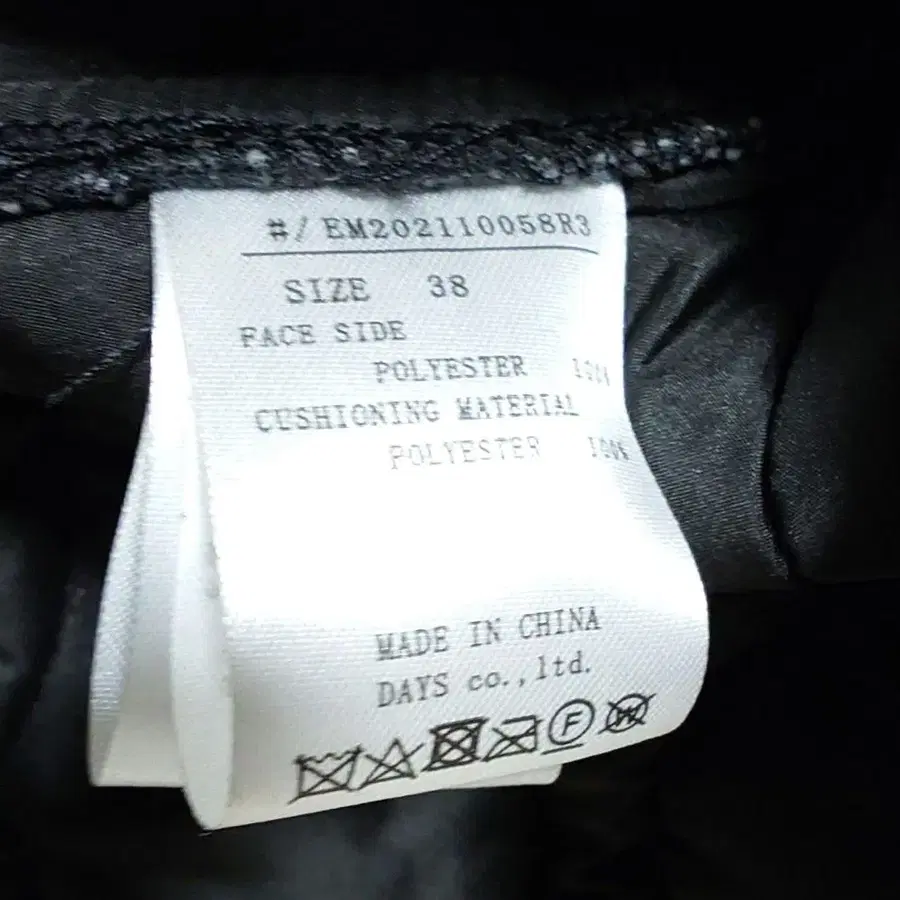 #/EM202110058R3
SIZE 38
FACE SIDE
POLYESTER 100%
CUSHIONING MATERIAL
POLYESTER 100%
MADE IN CHINA
DAYS co.,ltd.
F W